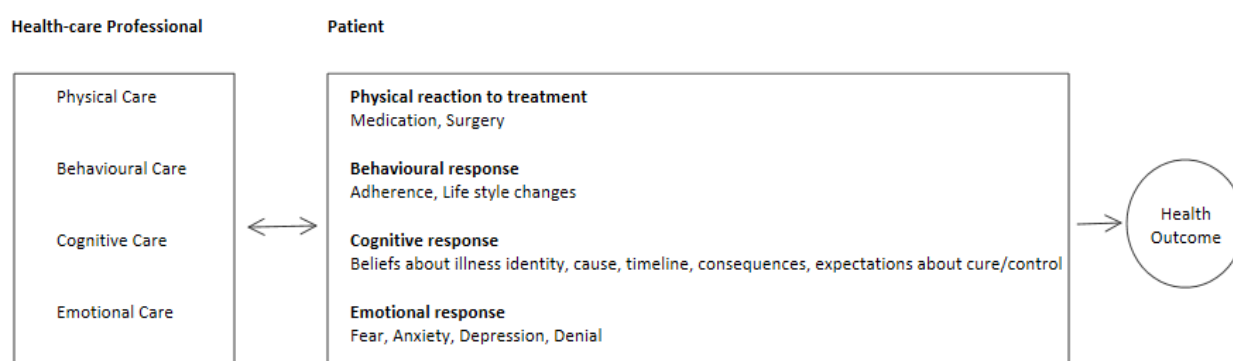 Health-care Professional
Patient
Physical Care
Physical reaction to treatment
Medication, Surgery
Behavioural Care
Behavioural response
Adherence, Life style changes
Cognitive Care
Cognitive response
Beliefs about illness identity, cause, timeline, consequences, expectations about cure/control
Emotional Care
Emotional response
Fear, Anxiety, Depression, Denial
Health
Outcome